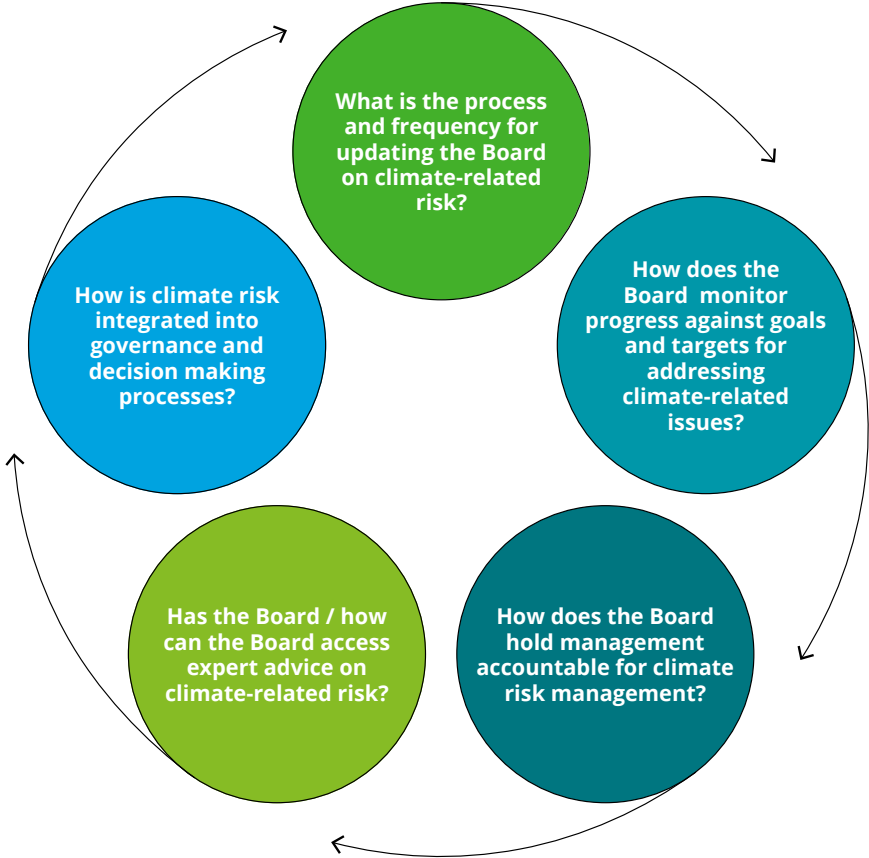 What is the process
and frequency for
updating the Board
on climate-related
risk?
How does the
Board  monitor
progress against goals
and targets for
addressing
climate-related
issues?
How does the Board
hold management
accountable for climate
risk management?
Has the Board / how
can the Board access
expert advice on
climate-related risk?
How is climate risk
integrated into
governance and
decision making
processes?